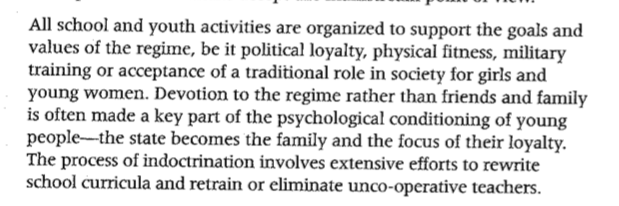 All school and youth activities are organized to support the goals and
values of the regime, be it political loyalty, physical fitness, military
training or acceptance of a traditional role in society for girls and
young women. Devotion to the regime rather than friends and family
is often made a key part of the psychological conditioning of young
people—the state becomes the family and the focus of their loyalty.
The process of indoctrination involves extensive efforts to rewrite
school curricula and retrain or eliminate unco-operative teachers.